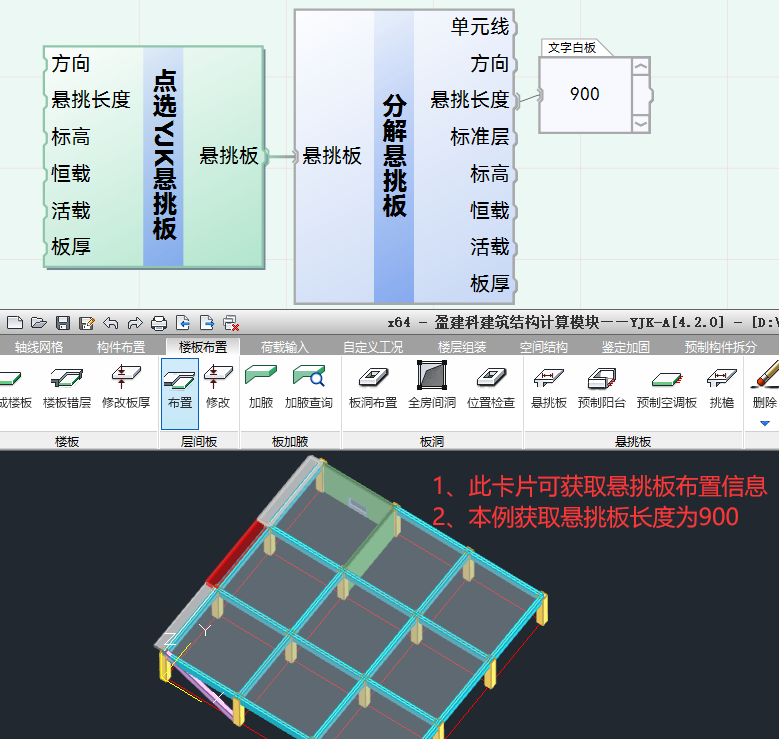 方向
悬挑长度
标高
恒载
活载
板厚
点选YJK悬挑板
悬挑板
悬挑板
分解悬挑板
单元线
方向
悬挑长度
标准层
标高
恒载
活载
板厚
文字白板
900
x64 - 盈建科建筑结构计算模块——YJK-A[4.2.0] - [D:\
轴线网格 构件布置 楼板布置 荷载输入 自定义工况 楼层组装 空间结构 鉴定加固 预制构件拆分
成楼板 楼板错层 修改板厚 布置 修改 加腋 加腋查询 板洞布置 全房间洞 位置检查 悬挑板 预制阳台 预制空调板 挑檐 删除
楼板 层间板 板加腋 板洞 悬挑板
1、此卡片可获取悬挑板布置信息
2、本例获取悬挑板长度为900
Z
Y
X